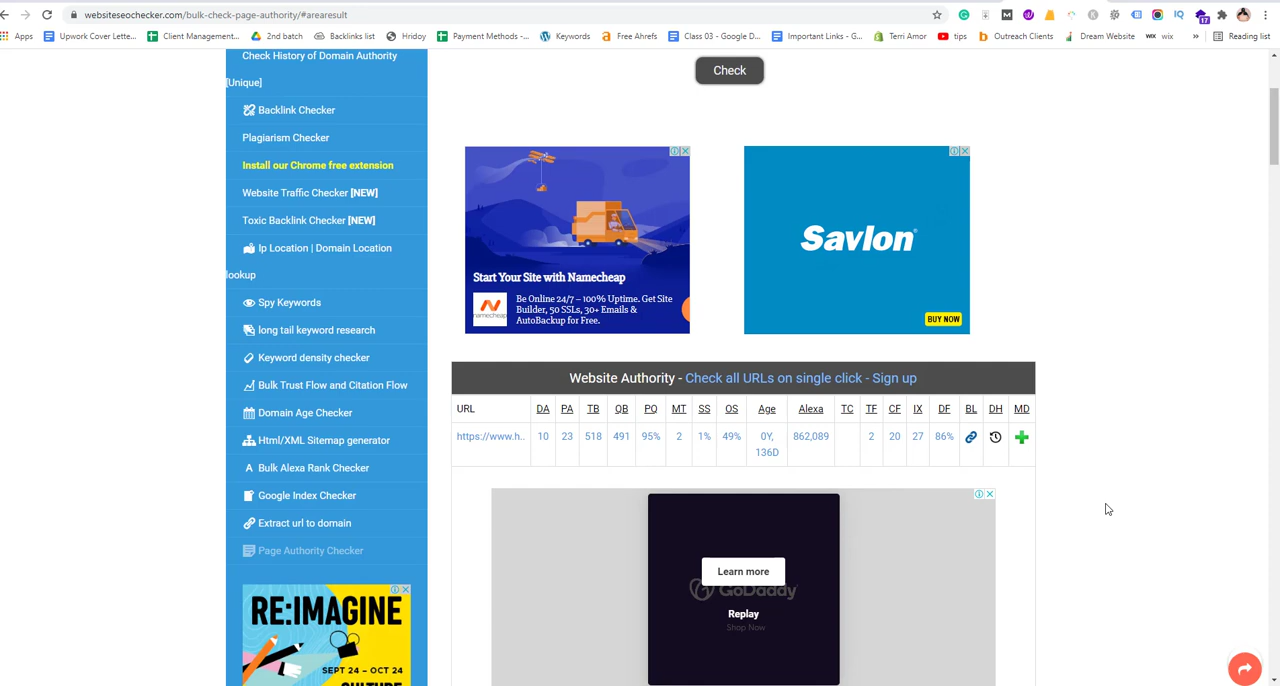 websiteseochecker.com/bulk-check-page-authority/#arearesult
17
Apps
Upwork Cover Lette...
Client Management...
2nd batch
Backlinks list
Hridoy
Payment Methods -...
Keywords
Free Ahrefs
Class 03 - Google D...
Important Links - G...
Terri Amor
tips
Outreach Clients
Dream Website
WIX wix
»
Reading list
Check History of Domain Authority
[Unique]
Backlink Checker
Plagiarism Checker
Install our Chrome free extension
Website Traffic Checker [NEW]
Toxic Backlink Checker [NEW]
Ip Location | Domain Location
lookup
Spy Keywords
long tail keyword research
Keyword density checker
Bulk Trust Flow and Citation Flow
Domain Age Checker
Html/XML Sitemap generator
A Bulk Alexa Rank Checker
Google Index Checker
Extract url to domain
Page Authority Checker
RE:IMAGINE
SEPT 24 - OCT 24
Check
Start Your Site with Namecheap
namecheap
Be Online 24/7 – 100% Uptime. Get Site
Builder, 50 SSLs, 30+ Emails &
AutoBackup for Free.
Savlon
BUY NOW
Website Authority - Check all URLs on single click - Sign up
URL DA PA TB QB PQ MT SS OS Age Alexa TC TF CF IX DF BL DH MD
https://www.h.. 10 23 518 491 95% 2 1% 49% 0Y, 862,089 2 20 27 86%
136D
Learn more
GoDaddy
Replay
Shop Now